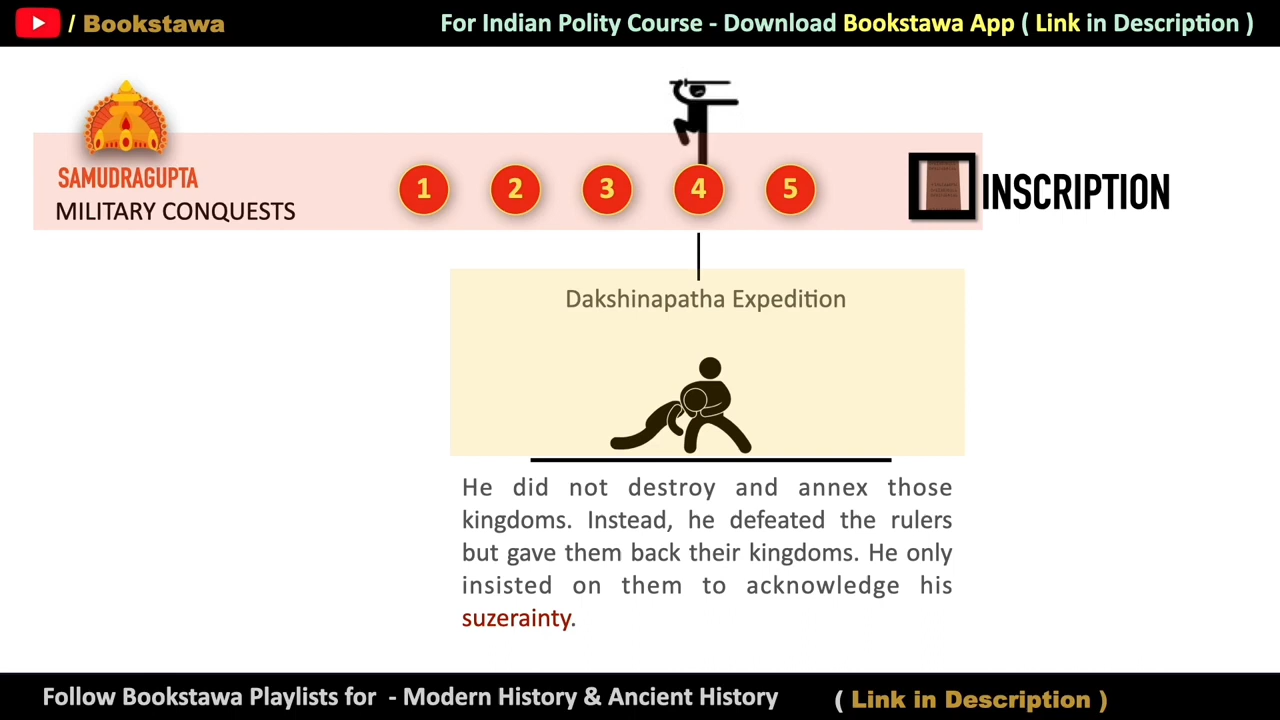 / Bookstawa
For Indian Polity Course - Download Bookstawa App ( Link in Description )
SAMUDRAGUPTA
MILITARY CONQUESTS
1 2 3 4 5
INSCRIPTION
Dakshinapatha Expedition
He did not destroy and annex those
kingdoms. Instead, he defeated the rulers
but gave them back their kingdoms. He only
insisted on them to acknowledge his
suzerainty.
Follow Bookstawa Playlists for - Modern History & Ancient History
( Link in Description )